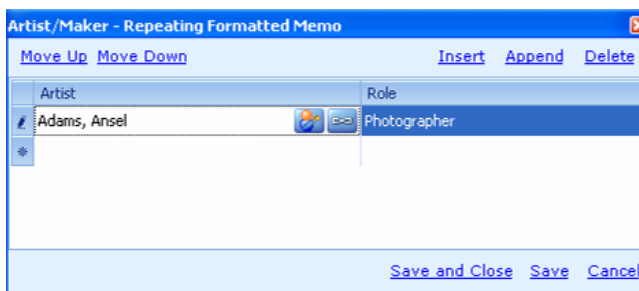 Artist/Maker - Repeating Formatted Memo
Move Up Move Down Insert Append Delete
Artist Role
Adams, Ansel Photographer
Save and Close Save Cancel